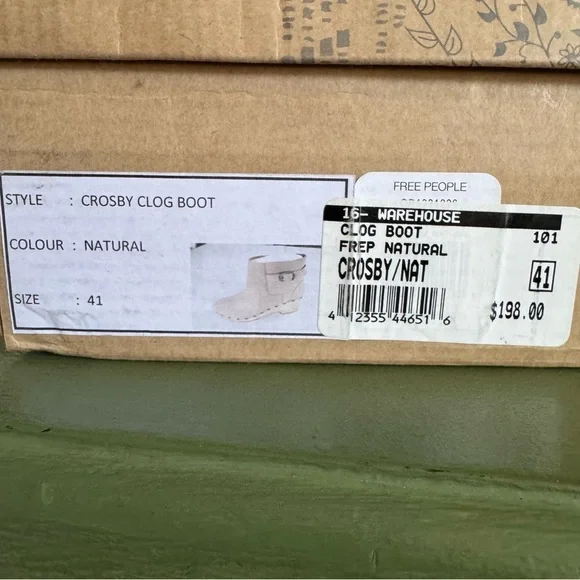 STYLE : CROSBY CLOG BOOT
COLOUR : NATURAL
SIZE : 41
FREE PEOPLE
16- WAREHOUSE
CLOG BOOT 101
FREP NATURAL
CROSBY/NAT 41
4 12355 44651 6
$198.00